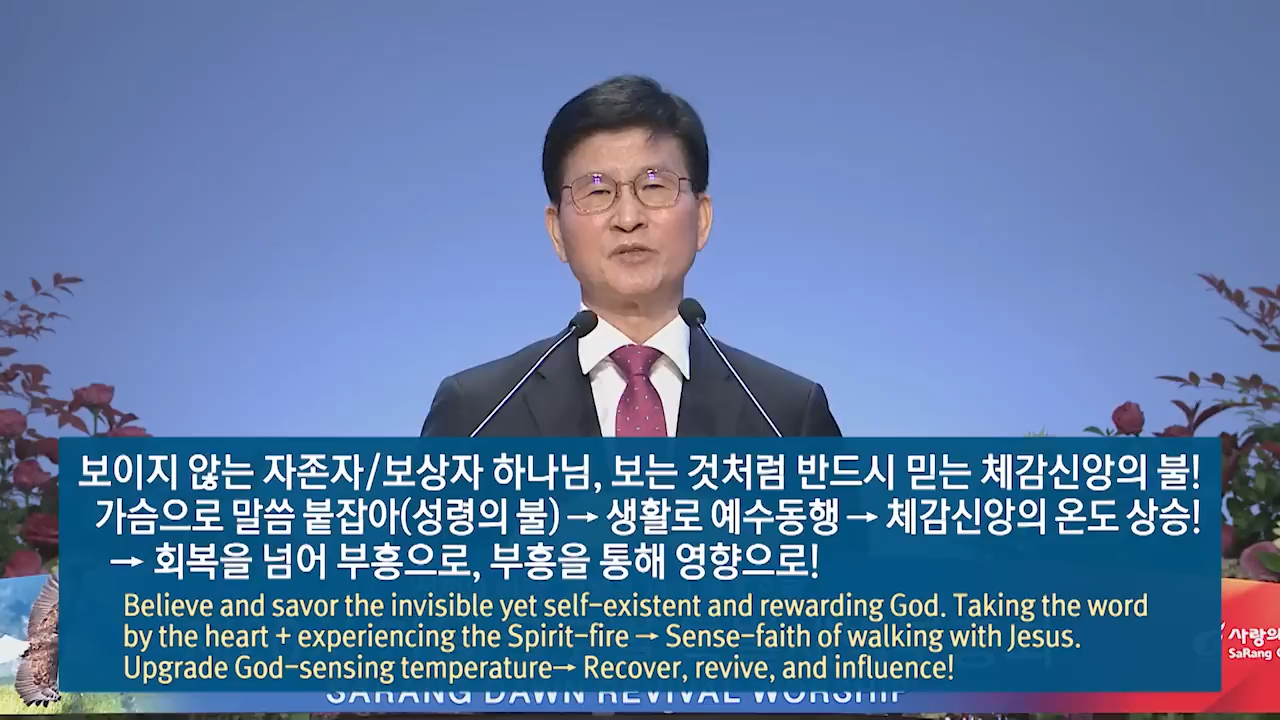 보이지 않는 자존자/보상자 하나님, 보는 것처럼 반드시 믿는 체감신앙의 불!
가슴으로 말씀 붙잡아(성령의 불) → 생활로 예수동행 → 체감신앙의 온도 상승!
→ 회복을 넘어 부흥으로, 부흥을 통해 영향으로!
Believe and savor the invisible yet self-existent and rewarding God. Taking the word
by the heart + experiencing the Spirit-fire → Sense-faith of walking with Jesus.
Upgrade God-sensing temperature→ Recover, revive, and influence!
사랑의
SaRang
SARANG DAWN REVIVAL WORSHIP